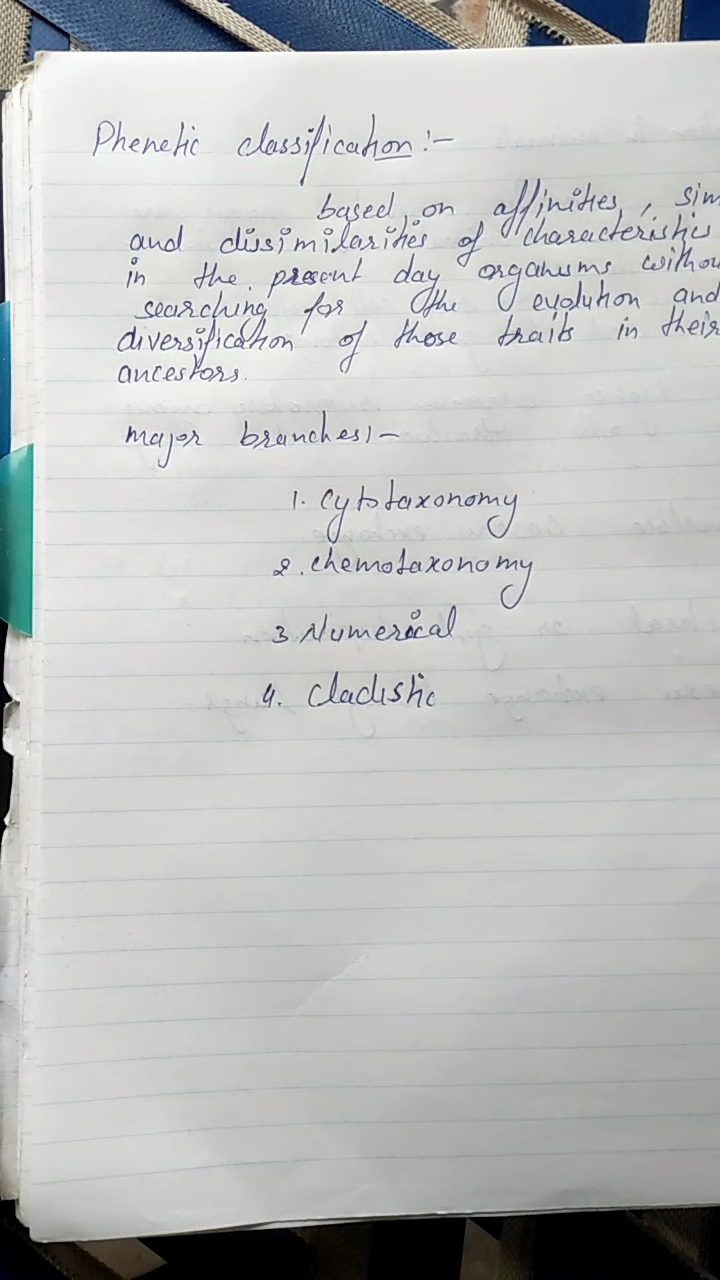 Phenetic classification :-
based on affinities, sim
and dissimilarities of characteristics
in the present day organisms withou
searching for the evolution and
diversification of those traits in their
ancestors.
major branches :-
1. Cytotaxonomy
2. chemotaxonomy
3. Numerical
4. Cladistic